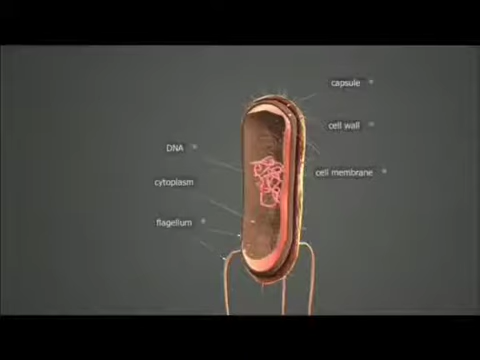 capsule
cell wall
DNA
cell membrane
cytoplasm
flagellum